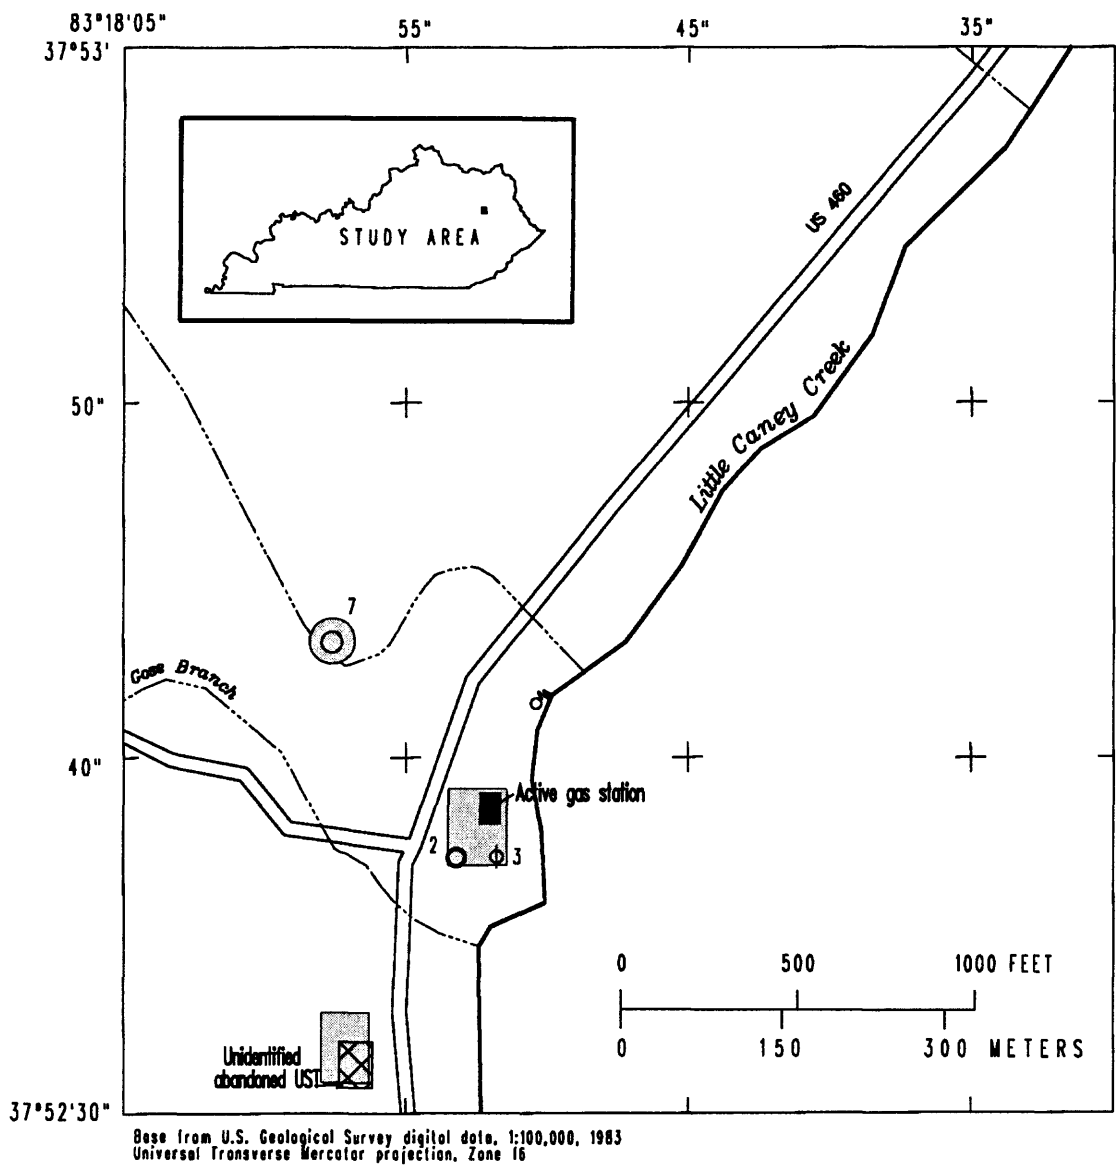 83°18'05"
55"
45"
35"
37°53'
US 460
STUDY AREA
Little Caney Creek
50"
7
Gose Branch
40"
Active gas station
2
3
0 500 1000 FEET
0 150 300 METERS
Unidentified
abandoned UST
37°52'30"
Base from U.S. Geological Survey digital data, 1:100,000, 1983
Universal Transverse Mercator projection, Zone 16